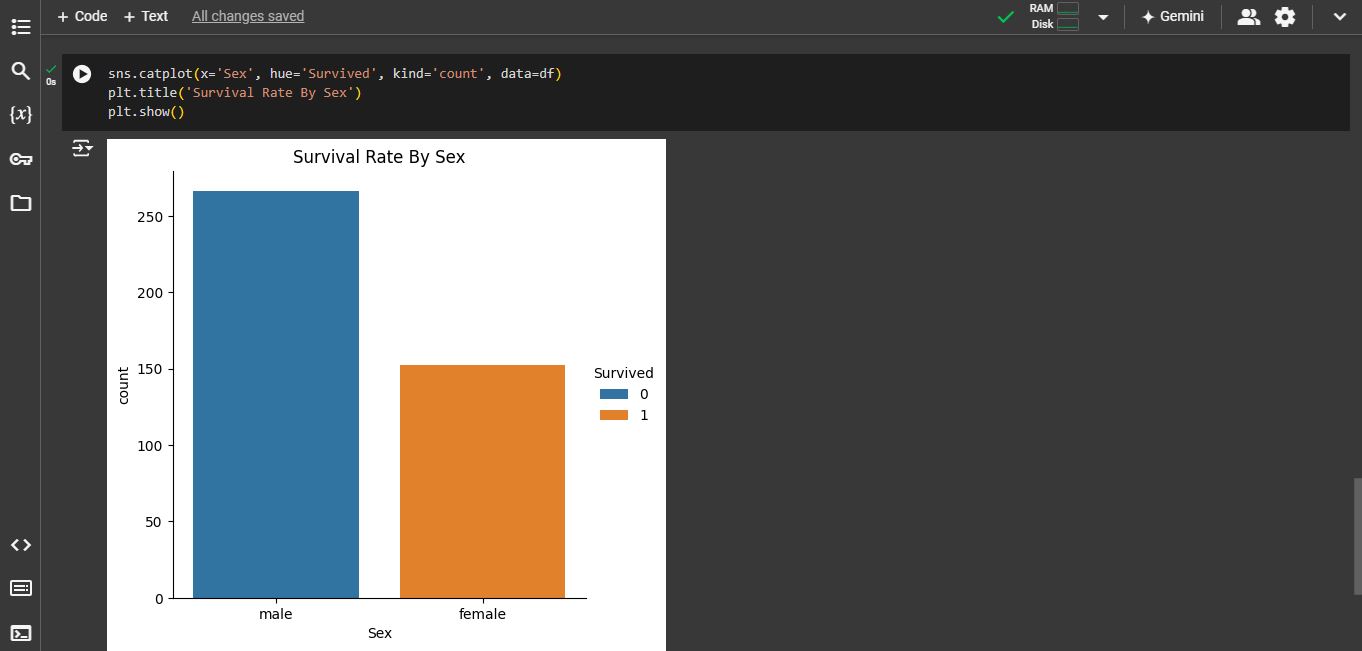 + Code + Text All changes saved
RAM
Disk
Gemini
{x}
0s
sns.catplot(x='Sex', hue='Survived', kind='count', data=df)
plt.title('Survival Rate By Sex')
plt.show()
Survival Rate By Sex
250
200
150
100
50
0
count
male
female
Sex
Survived
0
1